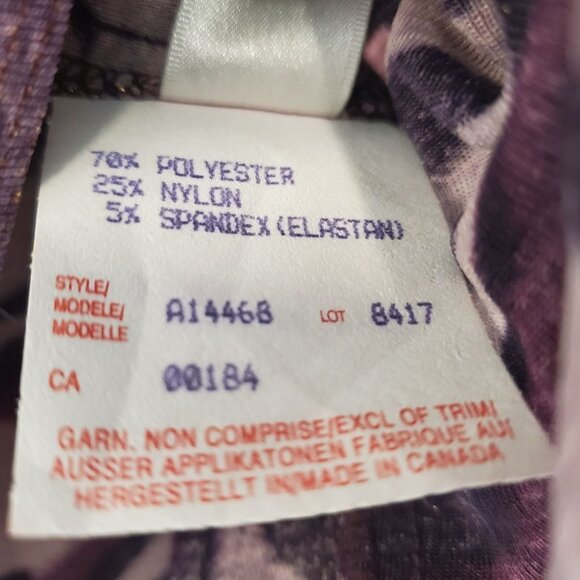 70% POLYESTER
25% NYLON
5% SPANDEX(ELASTAN)
STYLE/
MODELE/
MODELLE
A14468 LOT 8417
CA 00184
GARN. NON COMPRISE/EXCL OF TRIM/
AUSSER APPLIKATONEN FABRIQUE AU/
HERGESTELLT IN/MADE IN CANADA